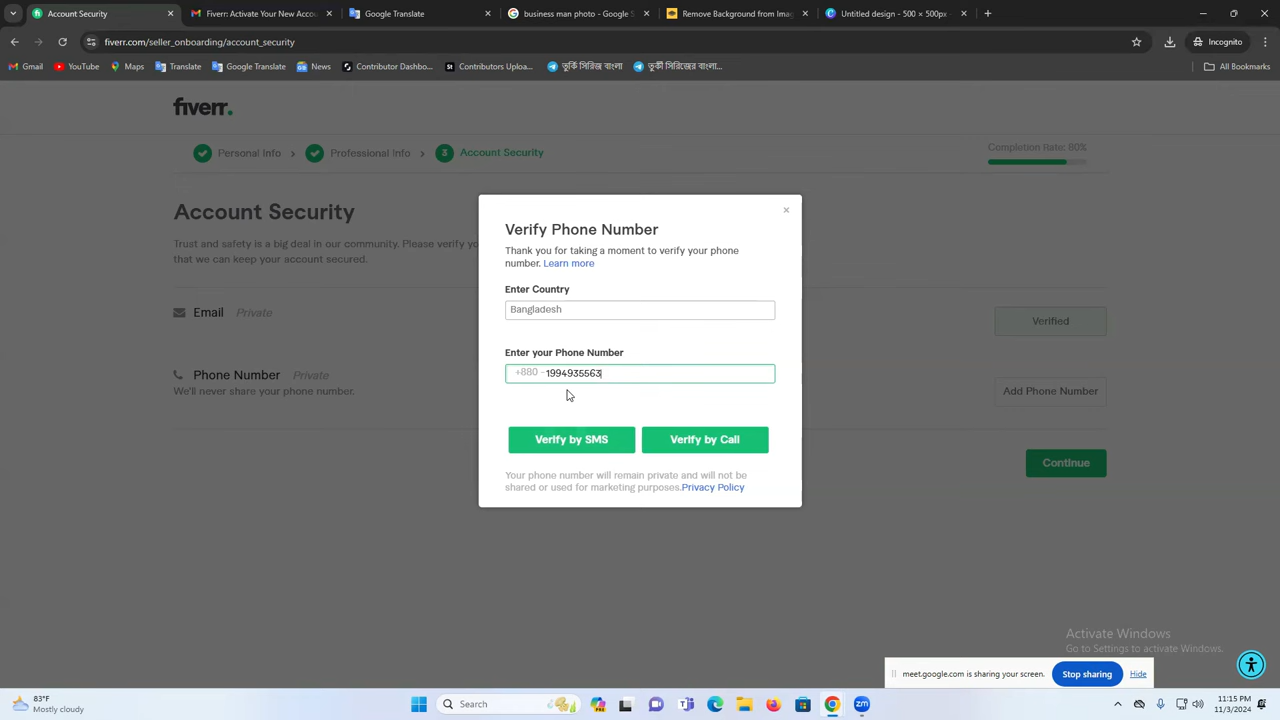 Account Security
Fiverr: Activate Your New Accou
Google Translate
business man photo - Google S
Remove Background from Imag
Untitled design - 500 × 500px
fiverr.com/seller_onboarding/account_security
Incognito
Gmail
YouTube
Maps
Translate
Google Translate
News
Contributor Dashbo...
Contributors Uploa...
তুর্কি সিরিজ বাংলা
তুর্কী সিরিজের বাংলা...
All Bookmarks
fiverr.
Personal Info
Professional Info
3 Account Security
Completion Rate: 80%
Account Security
Trust and safety is a big deal in our community. Please verify yo
that we can keep your account secured.
Email Private
Verified
Phone Number Private
We'll never share your phone number.
Add Phone Number
Continue
Verify Phone Number
×
Thank you for taking a moment to verify your phone
number. Learn more
Enter Country
Bangladesh
Enter your Phone Number
+880 - 1994935563
Verify by SMS
Verify by Call
Your phone number will remain private and will not be
shared or used for marketing purposes.Privacy Policy
Activate Windows
Go to Settings to activate Windows.
meet.google.com is sharing your screen.
Stop sharing
Hide
83°F
Mostly cloudy
Search
11:15 PM
11/3/2024